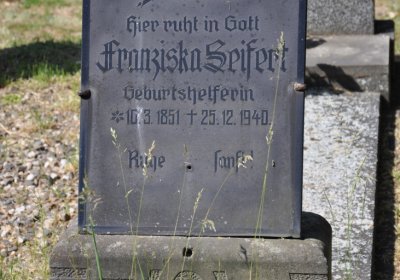 Hier ruht in Gott
Franziska Seifert
Geburtshelferin
*10.3.1851 † 25.12.1940.
Ruhe sanft!